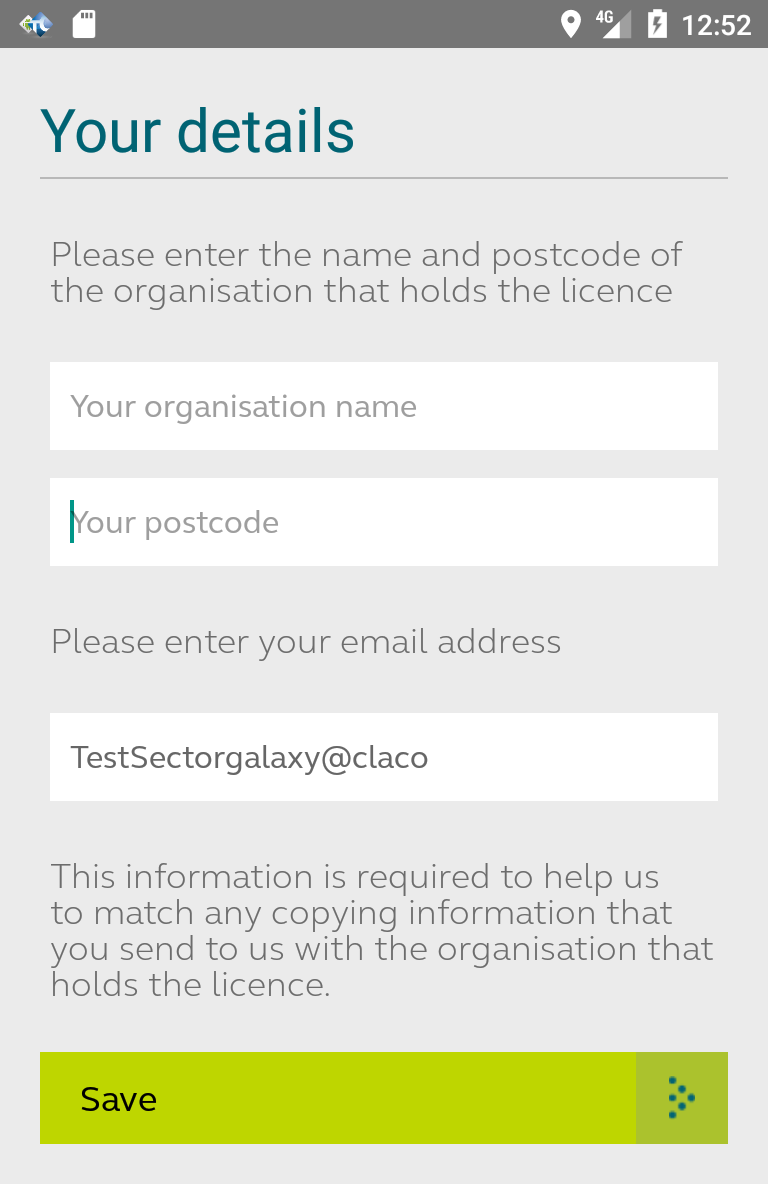 4G 12:52
Your details
Please enter the name and postcode of
the organisation that holds the licence
Your organisation name
Your postcode
Please enter your email address
TestSectorgalaxy@claco
This information is required to help us
to match any copying information that
you send to us with the organisation that
holds the licence.
Save